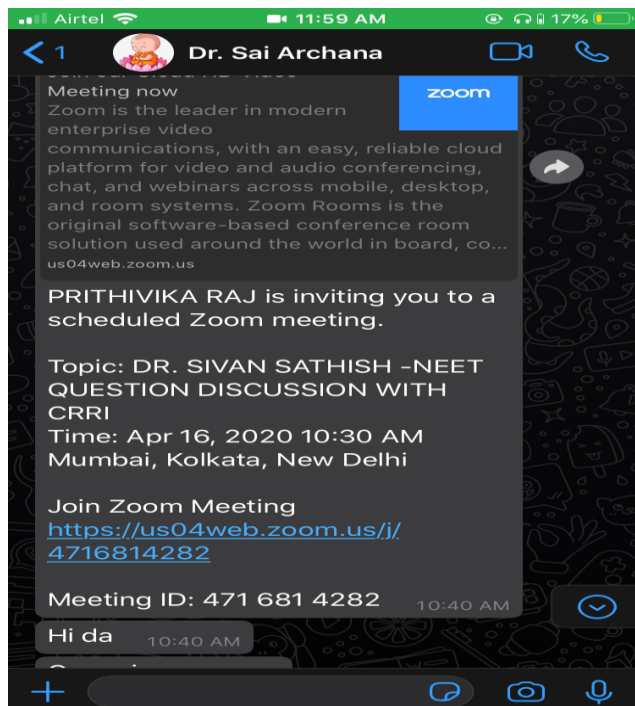 Airtel 11:59 AM 17%
1 Dr. Sai Archana
Meeting now
zoom
Zoom is the leader in modern
enterprise video
communications, with an easy, reliable cloud
platform for video and audio conferencing,
chat, and webinars across mobile, desktop,
and room systems. Zoom Rooms is the
original software-based conference room
solution used around the world in board, co...
us04web.zoom.us
PRITHIVIKA RAJ is inviting you to a
scheduled Zoom meeting.
Topic: DR. SIVAN SATHISH -NEET
QUESTION DISCUSSION WITH
CRRI
Time: Apr 16, 2020 10:30 AM
Mumbai, Kolkata, New Delhi
Join Zoom Meeting
https://us04web.zoom.us/j/
4716814282
Meeting ID: 471 681 4282 10:40 AM
Hi da 10:40 AM